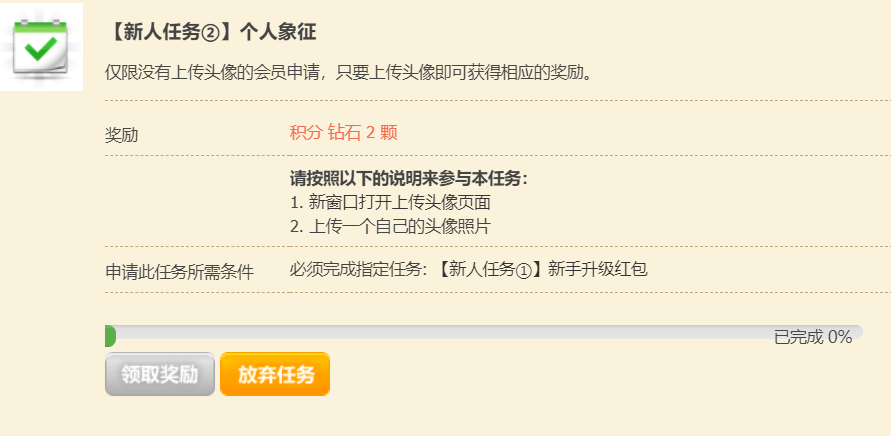 【新人任务②】个人象征
仅限没有上传头像的会员申请，只要上传头像即可获得相应的奖励。
奖励
积分 钻石 2 颗
请按照以下的说明来参与本任务：
1. 新窗口打开上传头像页面
2. 上传一个自己的头像照片
申请此任务所需条件
必须完成指定任务: 【新人任务①】新手升级红包
已完成 0%
领取奖励
放弃任务